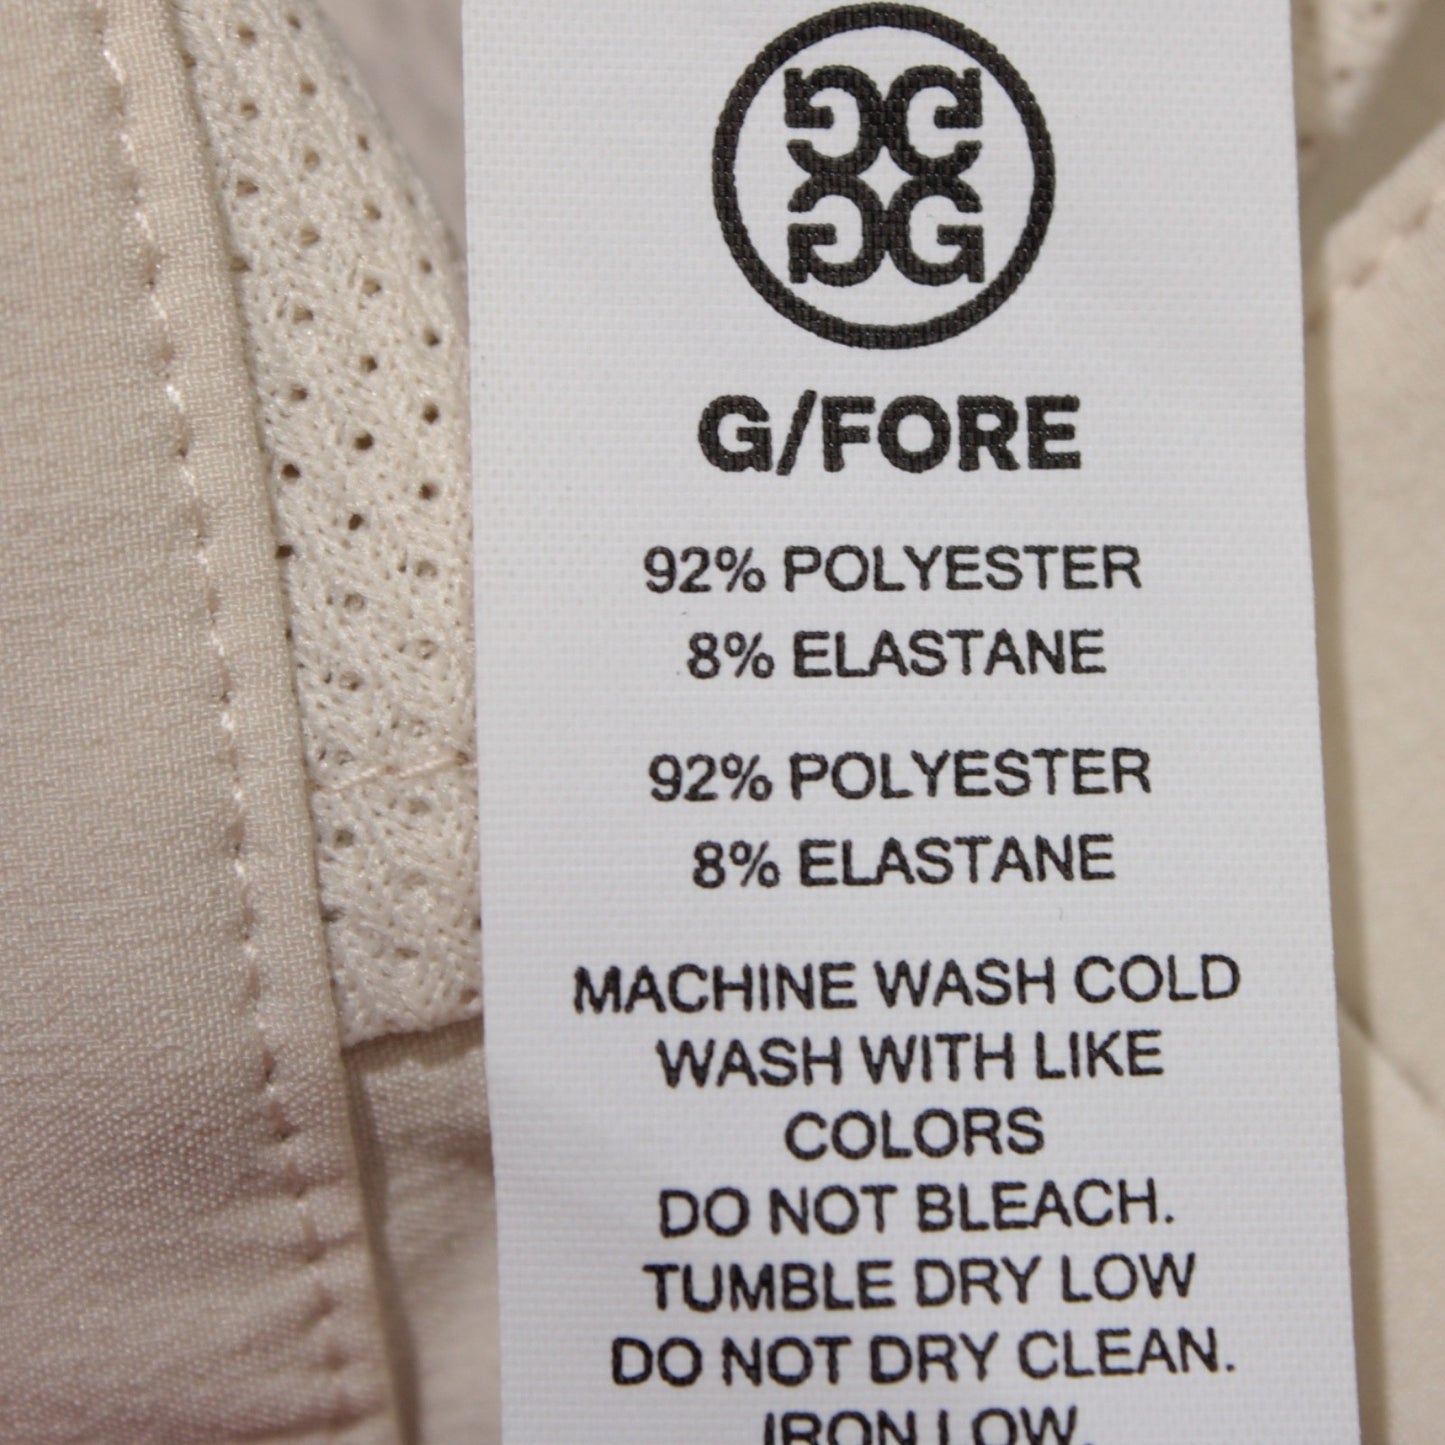 G/FORE
92% POLYESTER
8% ELASTANE
92% POLYESTER
8% ELASTANE
MACHINE WASH COLD
WASH WITH LIKE
COLORS
DO NOT BLEACH.
TUMBLE DRY LOW
DO NOT DRY CLEAN.
IRON LOW.